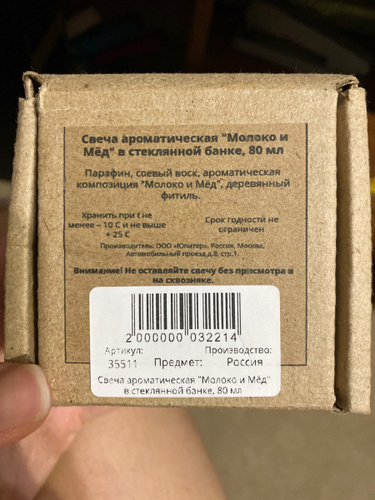 Свеча ароматическая "Молоко и
Мёд" в стеклянной банке, 80 мл
Парафин, соевый воск, ароматическая
композиция "Молоко и Мёд", деревянный
фитиль.
Хранить при t не
менее – 10 С и не выше
+ 25 С
Срок годности не
ограничен
Производитель: ООО «Юпитер», Россия, Москва,
Автомобильный проезд д.8, стр.1.
Внимание! Не оставляйте свечу без присмотра и
на сквозняке.
2 000000 032214
Артикул:
35511
Предмет:
Производство:
Россия
Свеча ароматическая "Молоко и Мёд"
в стеклянной банке, 80 мл